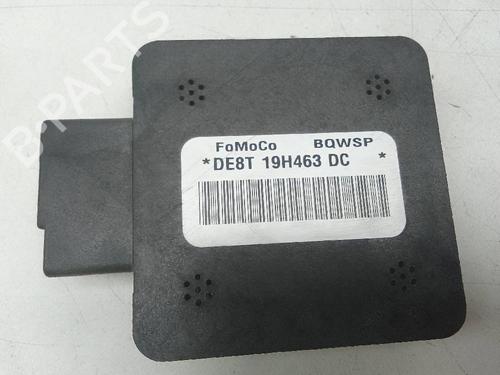 B-PARTS
FoMoCo BQWSP
*DE8T 19H463 DC *